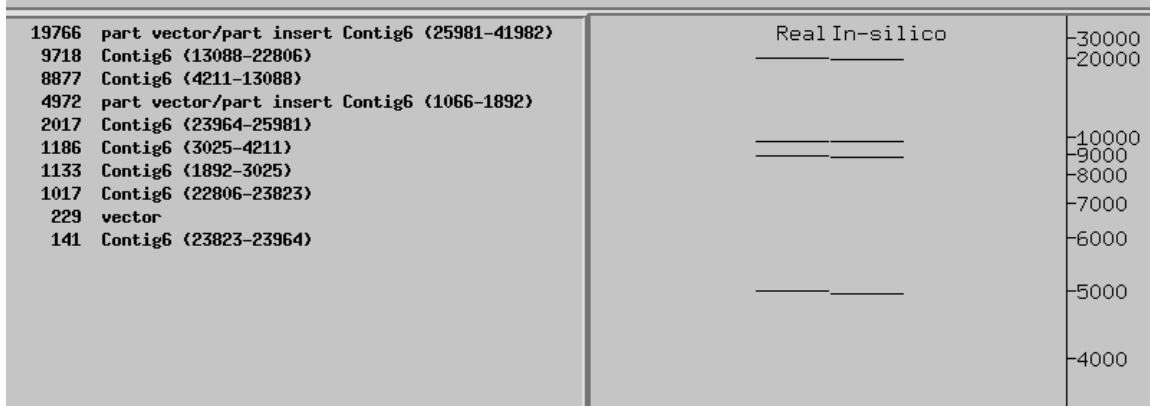 19766 part vector/part insert Contig6 (25981-41982)
9718 Contig6 (13088-22806)
8877 Contig6 (4211-13088)
4972 part vector/part insert Contig6 (1066-1892)
2017 Contig6 (23964-25981)
1186 Contig6 (3025-4211)
1133 Contig6 (1892-3025)
1017 Contig6 (22806-23823)
229 vector
141 Contig6 (23823-23964)
Real In-silico
30000
20000
10000
9000
8000
7000
6000
5000
4000